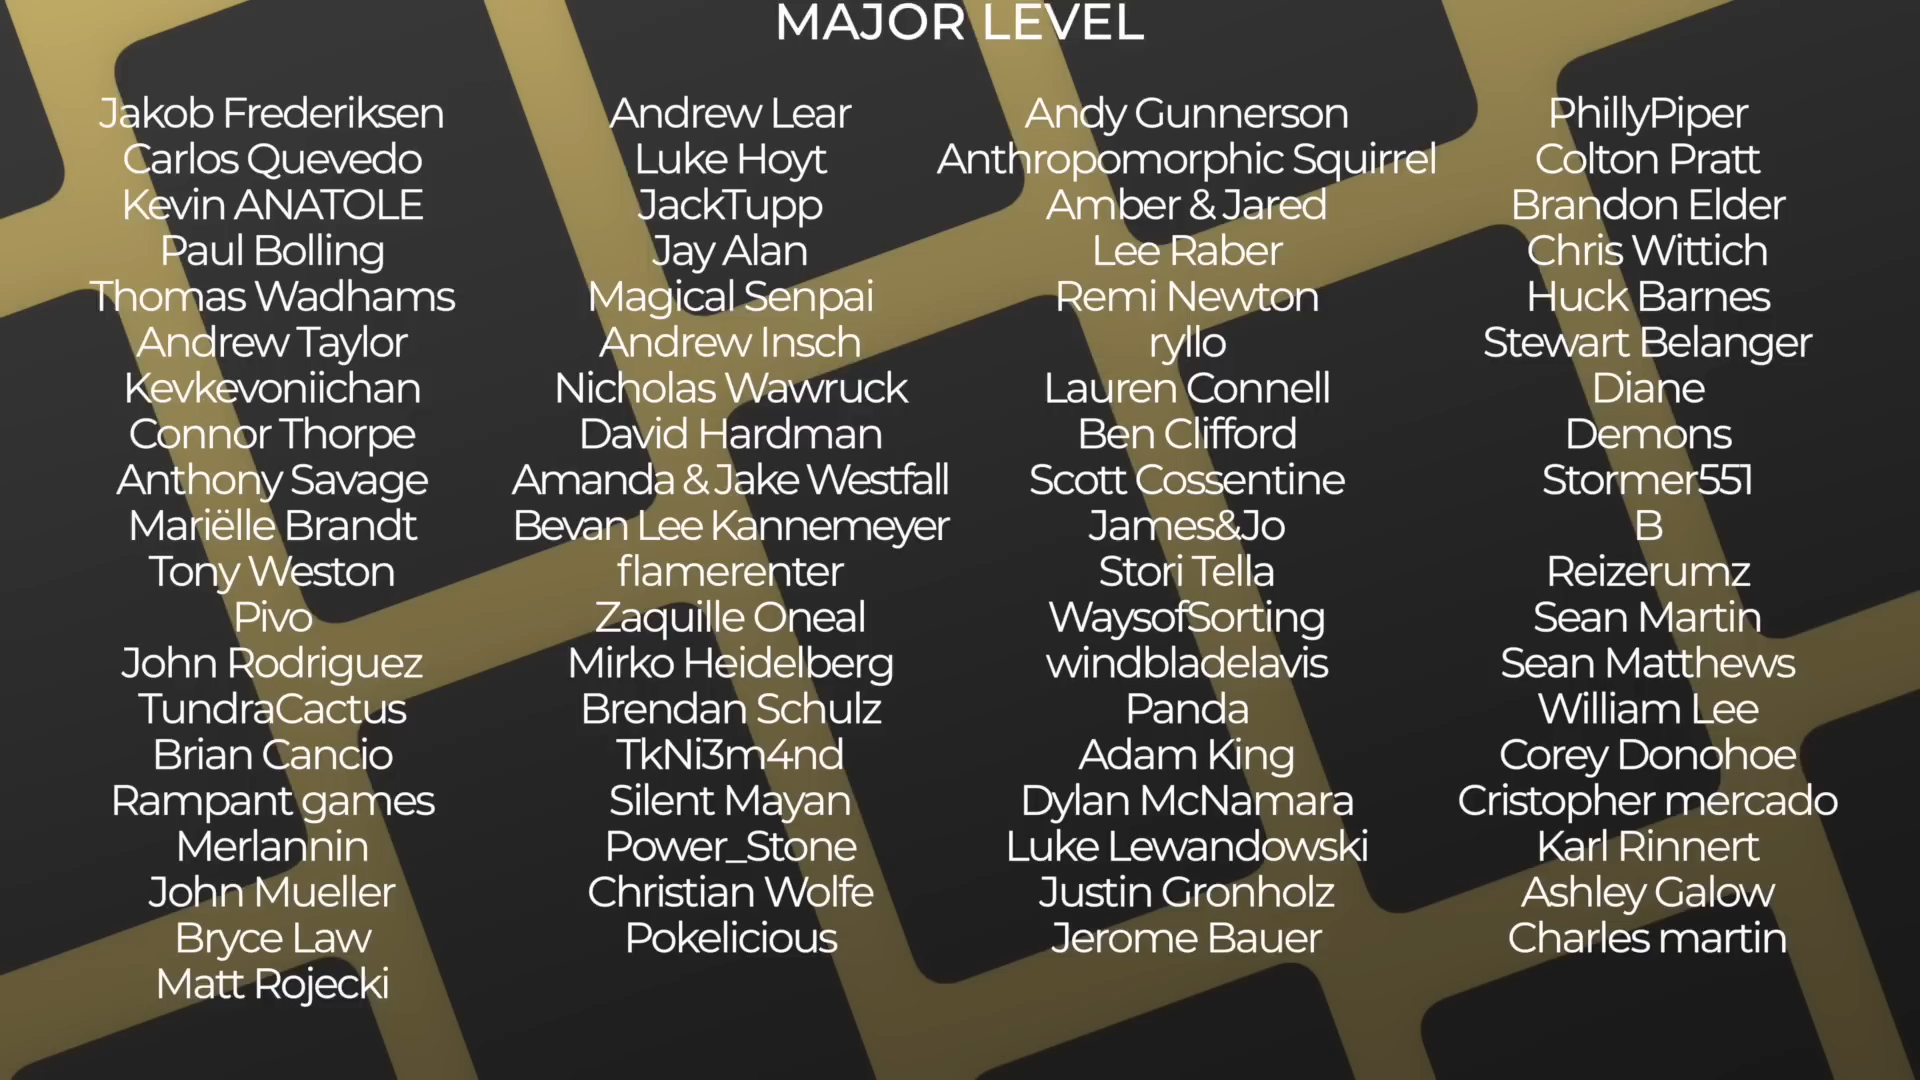 MAJOR LEVEL
Jakob Frederiksen
Carlos Quevedo
Kevin ANATOLE
Paul Bolling
Thomas Wadhams
Andrew Taylor
Kevkevoniichan
Connor Thorpe
Anthony Savage
Mariëlle Brandt
Tony Weston
Pivo
John Rodriguez
TundraCactus
Brian Cancio
Rampant games
Merlannin
John Mueller
Bryce Law
Matt Rojecki
Andrew Lear
Luke Hoyt
JackTupp
Jay Alan
Magical Senpai
Andrew Insch
Nicholas Wawruck
David Hardman
Amanda & Jake Westfall
Bevan Lee Kannemeyer
flamerenter
Zaquille Oneal
Mirko Heidelberg
Brendan Schulz
TkNi3m4nd
Silent Mayan
Power_Stone
Christian Wolfe
Pokelicious
Andy Gunnerson
Anthropomorphic Squirrel
Amber & Jared
Lee Raber
Remi Newton
ryllo
Lauren Connell
Ben Clifford
Scott Cossentine
James&Jo
Stori Tella
WaysofSorting
windbladelavis
Panda
Adam King
Dylan McNamara
Luke Lewandowski
Justin Gronholz
Jerome Bauer
PhillyPiper
Colton Pratt
Brandon Elder
Chris Wittich
Huck Barnes
Stewart Belanger
Diane
Demons
Stormer551
B
Reizerumz
Sean Martin
Sean Matthews
William Lee
Corey Donohoe
Cristopher mercado
Karl Rinnert
Ashley Galow
Charles martin